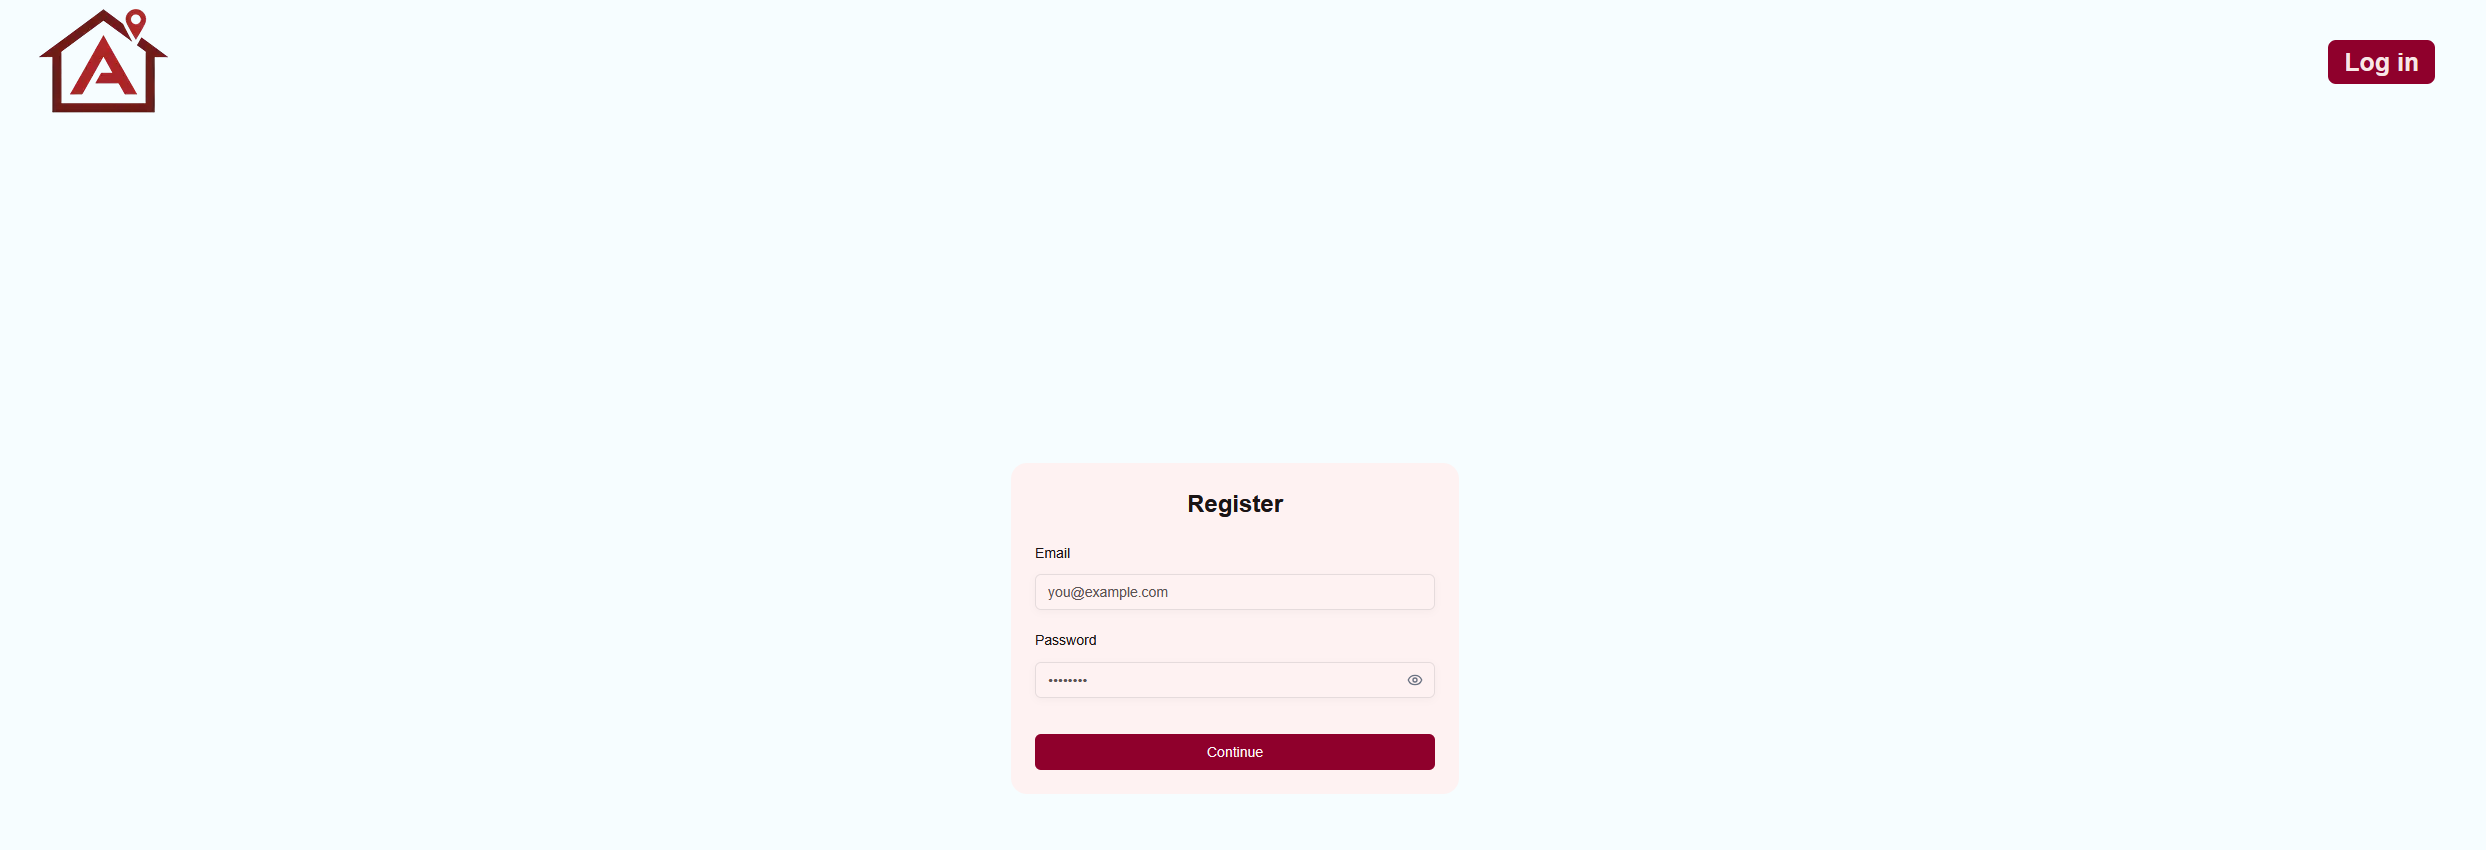 A
Log in
Register
Email
you@example.com
Password
••••••••
Continue